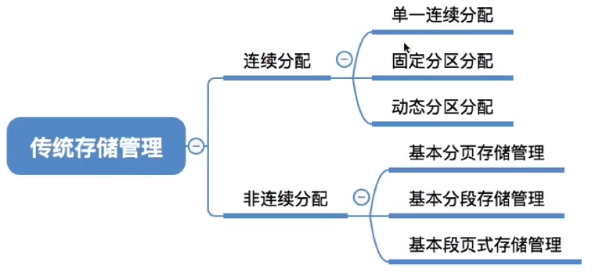 传统存储管理
连续分配
单一连续分配
固定分区分配
动态分区分配
非连续分配
基本分页存储管理
基本分段存储管理
基本段页式存储管理